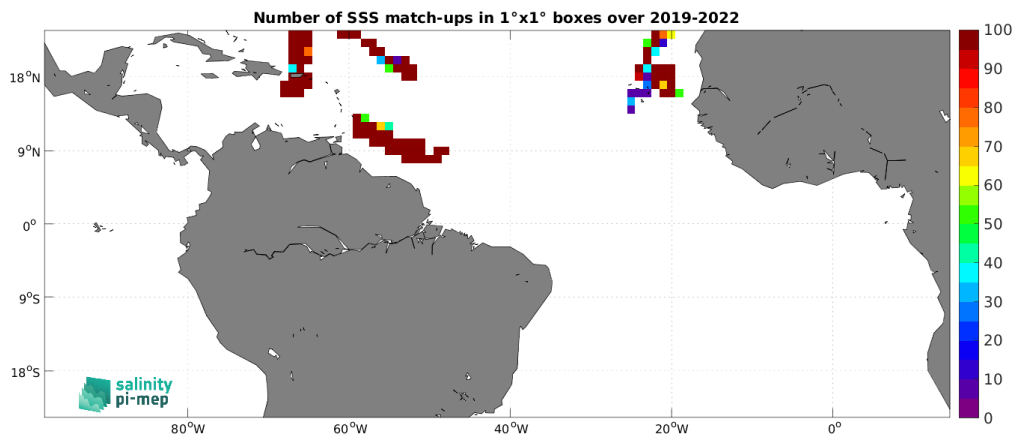 Number of SSS match-ups in 1°x1° boxes over 2019-2022
100
90
80
70
60
50
40
30
20
10
0
18°N
9°N
0°
9°S
18°S
salinity
pi-mep
80°W
60°W
40°W
20°W
0°